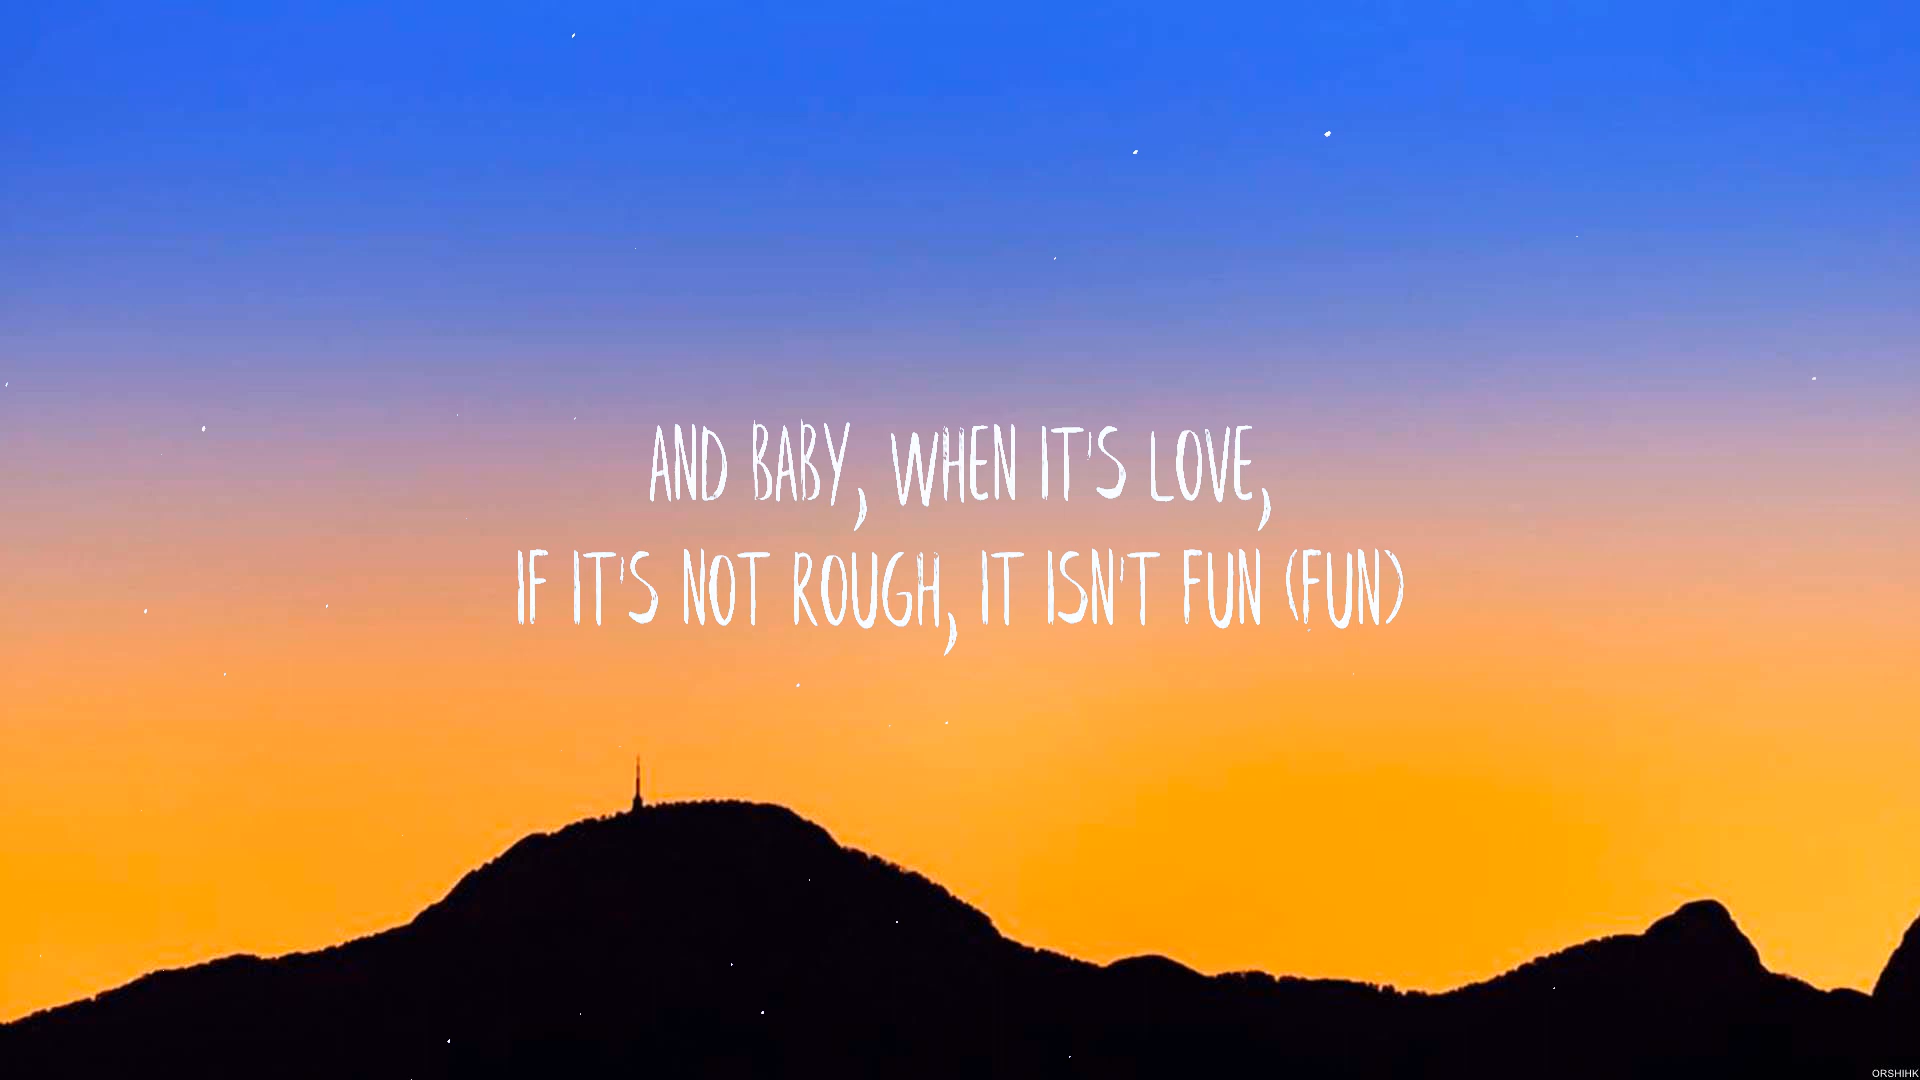 AND BABY, WHEN IT'S LOVE,
IF IT'S NOT ROUGH, IT ISN'T FUN (FUN)
ORSHIHK